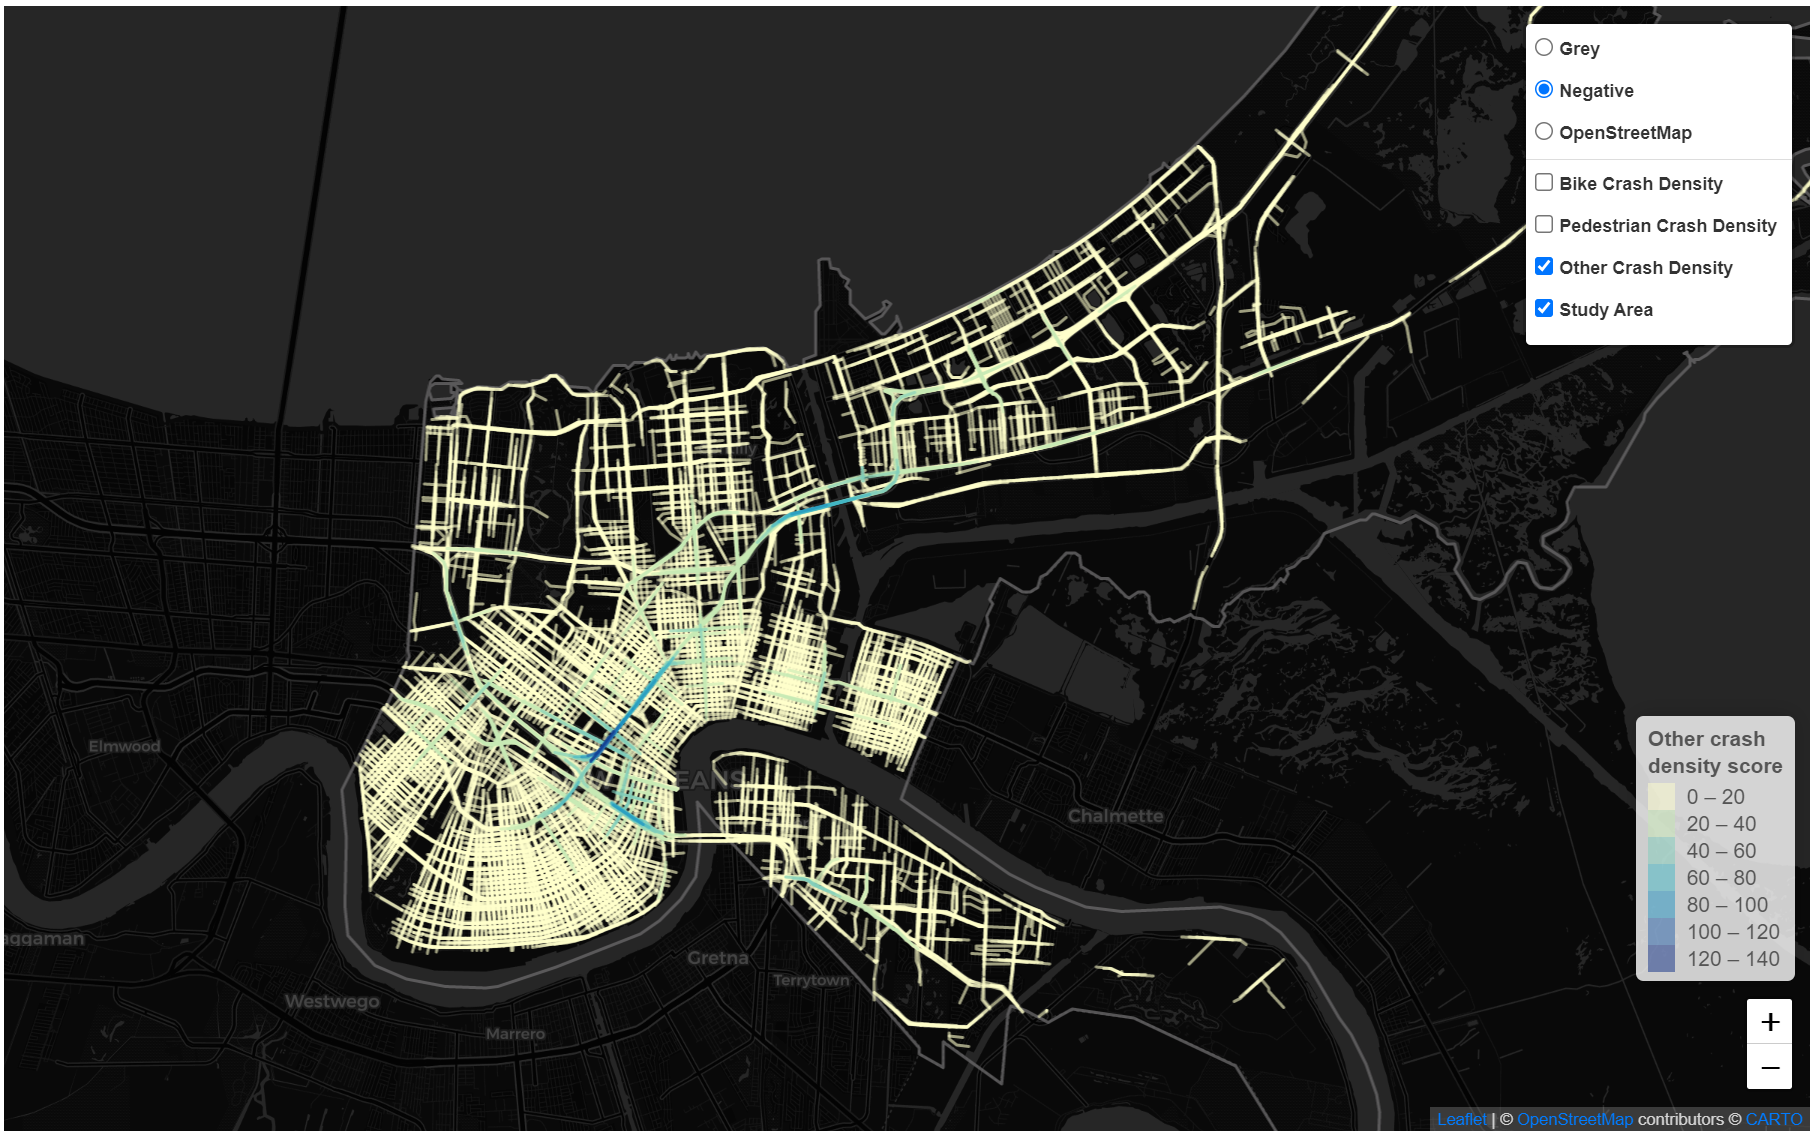 Grey
Negative
OpenStreetMap
Bike Crash Density
Pedestrian Crash Density
Other Crash Density
Study Area
Elmwood
EANS
Chalmette
aggaman
Gretna
Terrytown
Westwego
Marrero
Other crash
density score
0 – 20
20 – 40
40 – 60
60 – 80
80 – 100
100 – 120
120 – 140
+
−
Leaflet | © OpenStreetMap contributors © CARTO